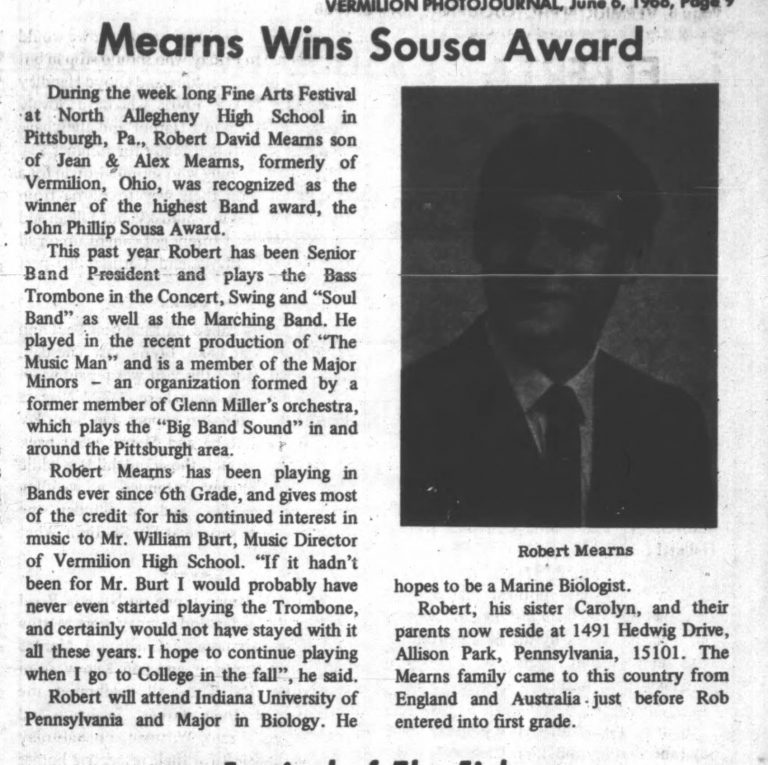 VERMILION PHOTOJOURNAL, June 6, 1968, Page 9
Mearns Wins Sousa Award
During the week long Fine Arts Festival
at North Allegheny High School in
Pittsburgh, Pa., Robert David Mearns son
of Jean & Alex Mearns, formerly of
Vermilion, Ohio, was recognized as the
winner of the highest Band award, the
John Phillip Sousa Award.
This past year Robert has been Senior
Band President and plays the Bass
Trombone in the Concert, Swing and "Soul
Band" as well as the Marching Band. He
played in the recent production of "The
Music Man" and is a member of the Major
Minors – an organization formed by a
former member of Glenn Miller's orchestra,
which plays the "Big Band Sound" in and
around the Pittsburgh area.
Robert Mearns has been playing in
Bands ever since 6th Grade, and gives most
of the credit for his continued interest in
music to Mr. William Burt, Music Director
of Vermilion High School. "If it hadn't
been for Mr. Burt I would probably have
never even started playing the Trombone,
and certainly would not have stayed with it
all these years. I hope to continue playing
when I go to College in the fall", he said.
Robert will attend Indiana University of
Pennsylvania and Major in Biology. He
Robert Mearns
hopes to be a Marine Biologist.
Robert, his sister Carolyn, and their
parents now reside at 1491 Hedwig Drive,
Allison Park, Pennsylvania, 15101. The
Mearns family came to this country from
England and Australia just before Rob
entered into first grade.